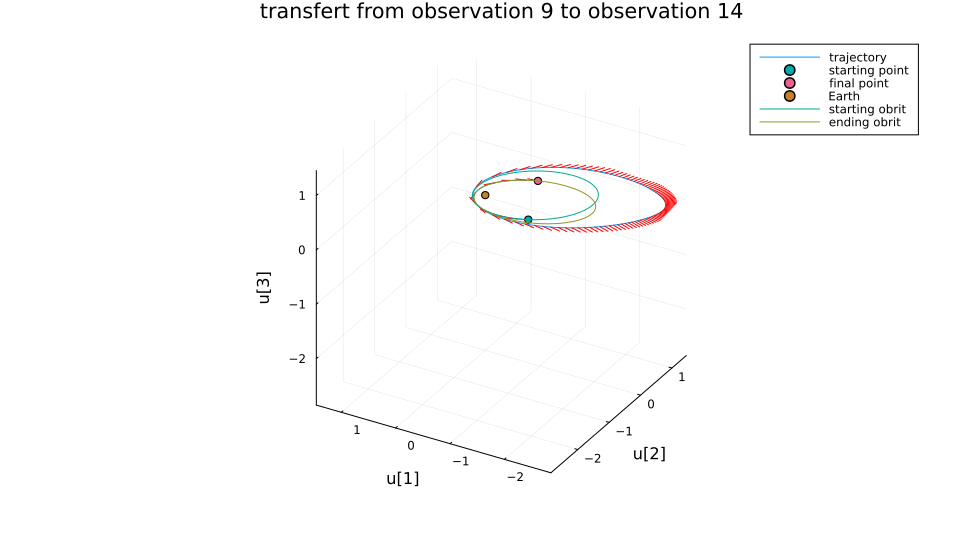 transfert from observation 9 to observation 14
trajectory
starting point
final point
Earth
starting obrit
ending obrit
1
0
−1
−2
u[3]
1
0
−1
−2
u[1]
1
0
−1
−2
u[2]